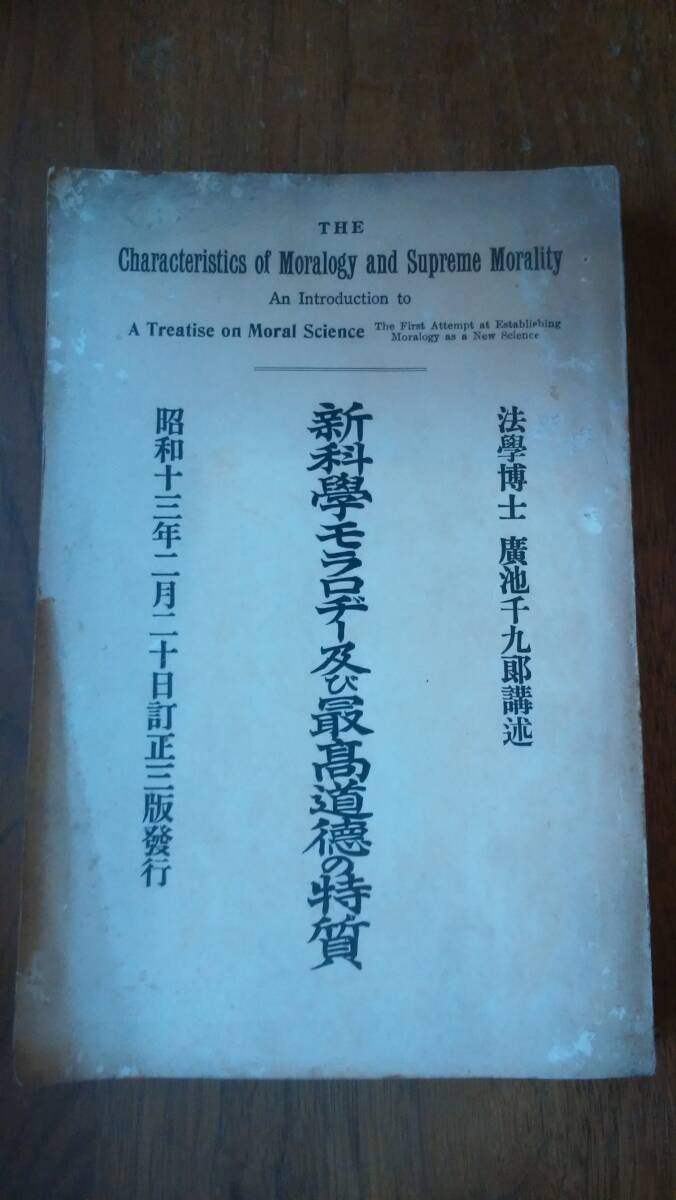 THE
Characteristics of Moralogy and Supreme Morality
An Introduction to
A Treatise on Moral Science The First Attempt at Establishing
Moralogy as a New Science
法學博士 廣池千九郎講述
新科學モラロヂー及び最高道德の特質
昭和十三年二月二十日訂正三版發行